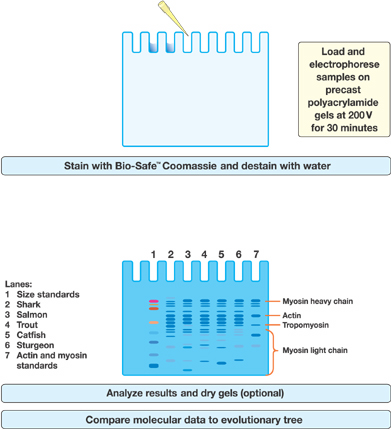 Load and
electrophorese
samples on
precast
polyacrylamide
gels at 200 V
for 30 minutes
Stain with Bio-Safe™ Coomassie and destain with water
1 2 3 4 5 6 7
Lanes:
1 Size standards
2 Shark
3 Salmon
4 Trout
5 Catfish
6 Sturgeon
7 Actin and myosin
standards
Myosin heavy chain
Actin
Tropomyosin
Myosin light chain
Analyze results and dry gels (optional)
Compare molecular data to evolutionary tree